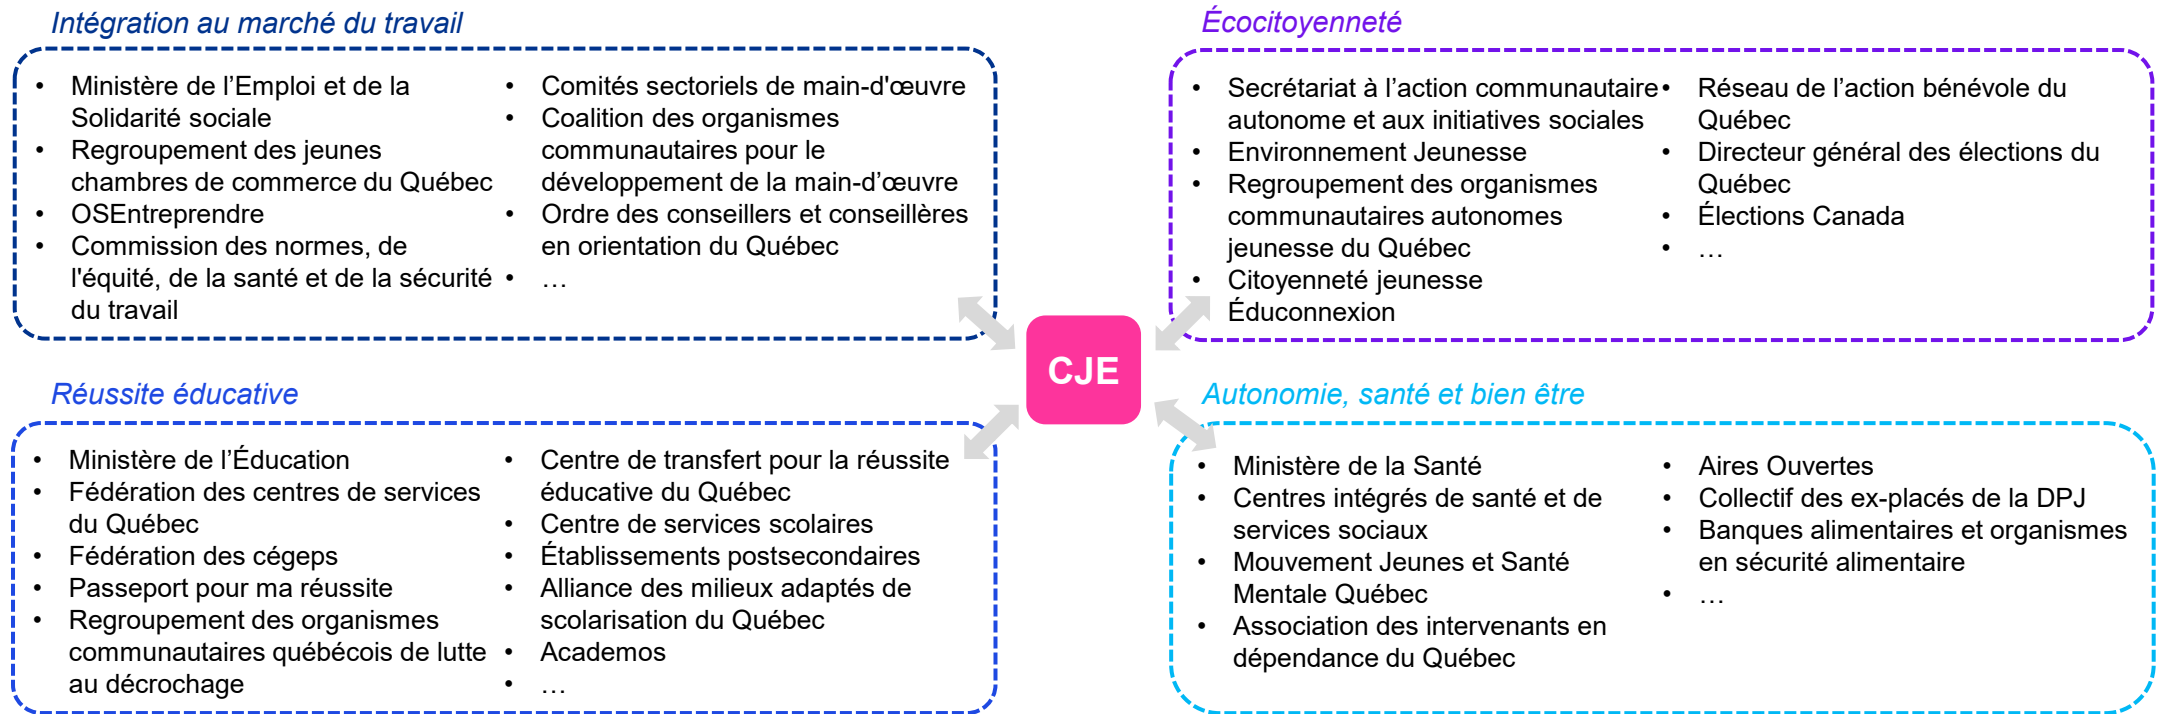 Intégration au marché du travail
• Ministère de l’Emploi et de la
Solidarité sociale
• Regroupement des jeunes
chambres de commerce du Québec
• OSEntreprendre
• Commission des normes, de
l'équité, de la santé et de la sécurité
du travail
• Comités sectoriels de main-d'œuvre
• Coalition des organismes
communautaires pour le
développement de la main-d’œuvre
• Ordre des conseillers et conseillères
en orientation du Québec
• …
Écocitoyenneté
• Secrétariat à l’action communautaire
autonome et aux initiatives sociales
• Environnement Jeunesse
• Regroupement des organismes
communautaires autonomes
jeunesse du Québec
• Citoyenneté jeunesse
• Éduconnexion
• Réseau de l’action bénévole du
Québec
• Directeur général des élections du
Québec
• Élections Canada
• …
CJE
Réussite éducative
• Ministère de l’Éducation
• Fédération des centres de services
du Québec
• Fédération des cégeps
• Passeport pour ma réussite
• Regroupement des organismes
communautaires québécois de lutte
au décrochage
• Centre de transfert pour la réussite
éducative du Québec
• Centre de services scolaires
• Établissements postsecondaires
• Alliance des milieux adaptés de
scolarisation du Québec
• Academos
• …
Autonomie, santé et bien être
• Ministère de la Santé
• Centres intégrés de santé et de
services sociaux
• Mouvement Jeunes et Santé
Mentale Québec
• Association des intervenants en
dépendance du Québec
• Aires Ouvertes
• Collectif des ex-placés de la DPJ
• Banques alimentaires et organismes
en sécurité alimentaire
• …